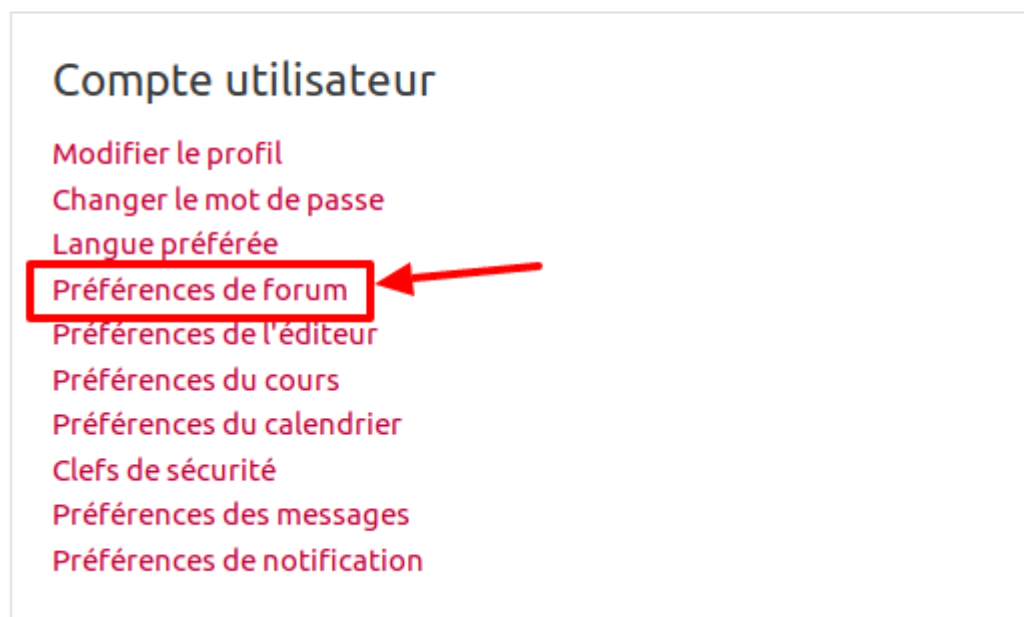 Compte utilisateur
Modifier le profil
Changer le mot de passe
Langue préférée
Préférences de forum
Préférences de l'éditeur
Préférences du cours
Préférences du calendrier
Clefs de sécurité
Préférences des messages
Préférences de notification